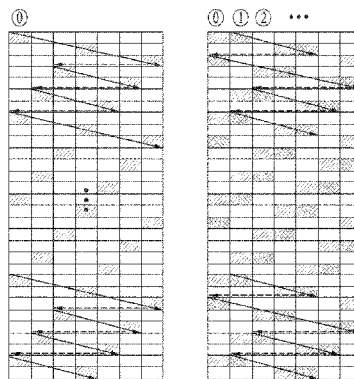 ⓪
⓪ ① ② ⋯